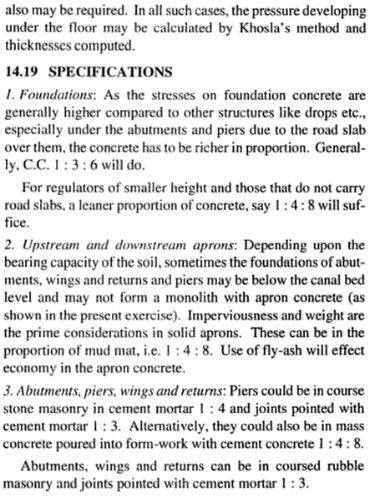 also may be required. In all such cases, the pressure developing
under the floor may be calculated by Khosla's method and
thicknesses computed.
14.19 SPECIFICATIONS
1. Foundations: As the stresses on foundation concrete are
generally higher compared to other structures like drops etc.,
especially under the abutments and piers due to the road slab
over them, the concrete has to be richer in proportion. General-
ly, C.C. 1 : 3 : 6 will do.
For regulators of smaller height and those that do not carry
road slabs, a leaner proportion of concrete, say 1 : 4 : 8 will suf-
fice.
2. Upstream and downstream aprons: Depending upon the
bearing capacity of the soil, sometimes the foundations of abut-
ments, wings and returns and piers may be below the canal bed
level and may not form a monolith with apron concrete (as
shown in the present exercise). Imperviousness and weight are
the prime considerations in solid aprons. These can be in the
proportion of mud mat, i.e. 1 : 4 : 8. Use of fly-ash will effect
economy in the apron concrete.
3. Abutments, piers, wings and returns: Piers could be in course
stone masonry in cement mortar 1 : 4 and joints pointed with
cement mortar 1 : 3. Alternatively, they could also be in mass
concrete poured into form-work with cement concrete 1 : 4 : 8.
Abutments, wings and returns can be in coursed rubble
masonry and joints pointed with cement mortar 1 : 3.